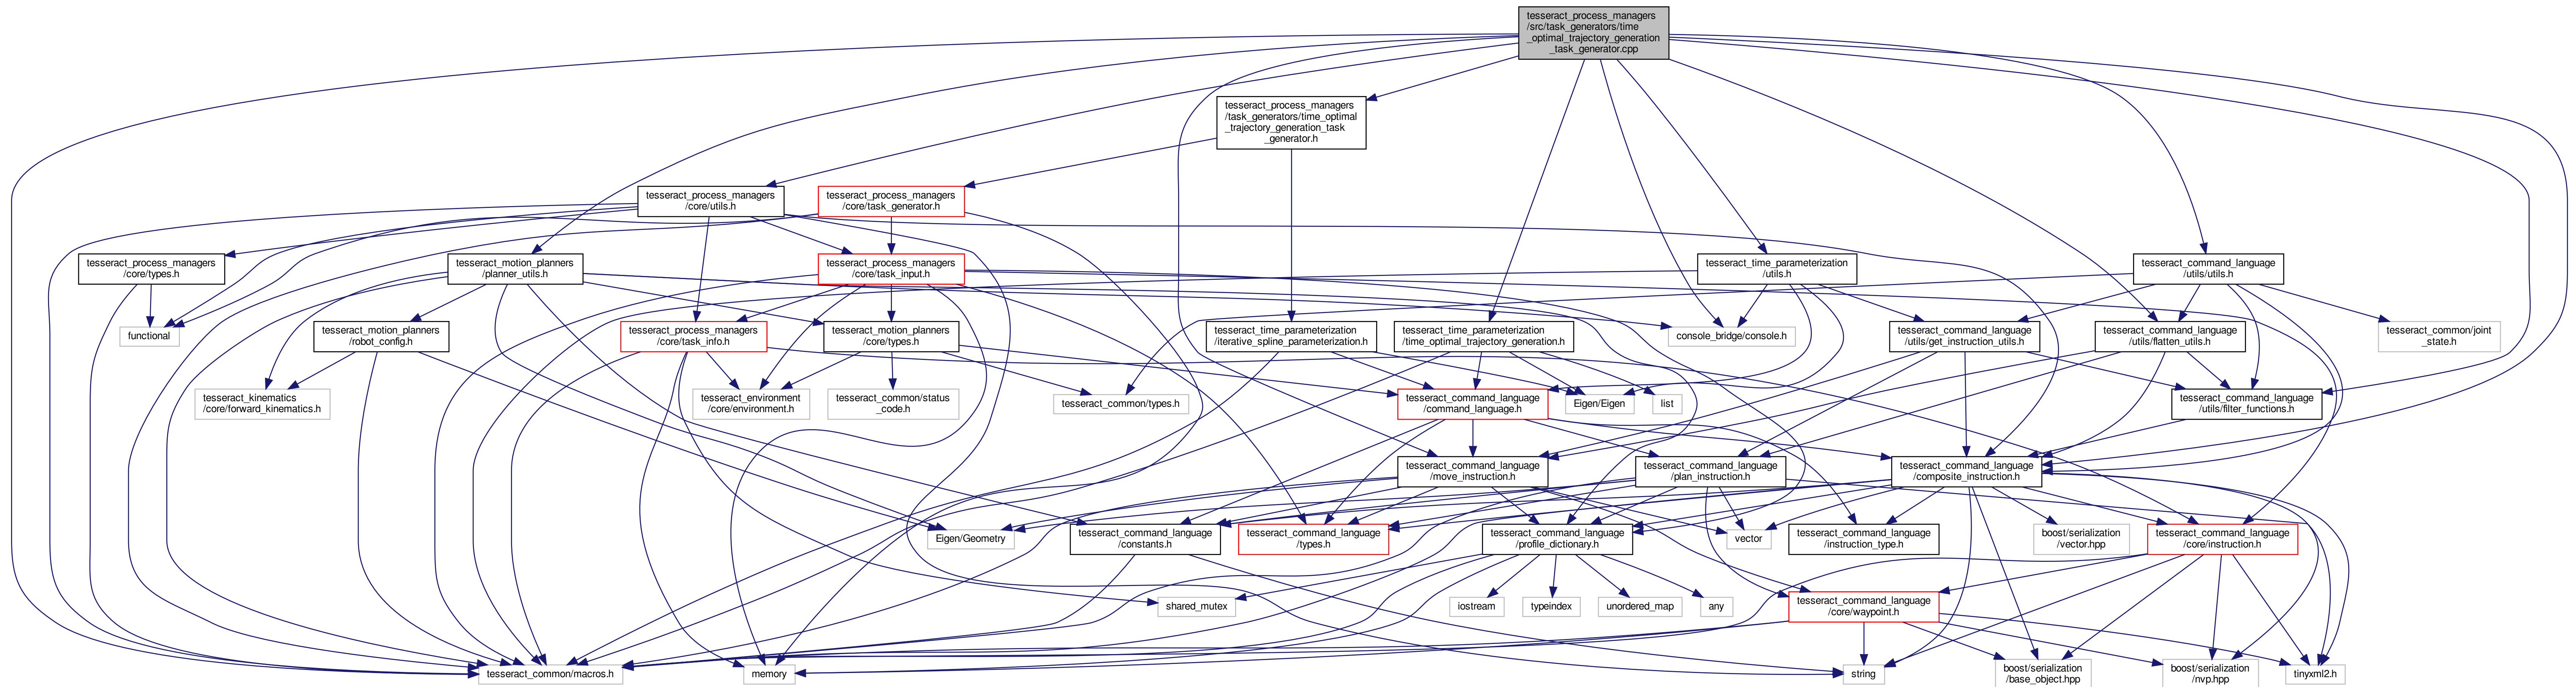 tesseract_process_managers
/src/task_generators/time
_optimal_trajectory_generation
_task_generator.cpp
tesseract_process_managers
/task_generators/time_optimal
_trajectory_generation_task
_generator.h
tesseract_process_managers
/core/utils.h
tesseract_process_managers
/core/task_generator.h
tesseract_process_managers
/core/types.h
tesseract_motion_planners
/planner_utils.h
tesseract_process_managers
/core/task_input.h
tesseract_time_parameterization
/utils.h
tesseract_command_language
/utils/utils.h
functional
tesseract_motion_planners
/robot_config.h
tesseract_process_managers
/core/task_info.h
tesseract_motion_planners
/core/types.h
console_bridge/console.h
tesseract_time_parameterization
/iterative_spline_parameterization.h
tesseract_time_parameterization
/time_optimal_trajectory_generation.h
tesseract_command_language
/utils/get_instruction_utils.h
tesseract_command_language
/utils/flatten_utils.h
tesseract_common/joint
_state.h
tesseract_kinematics
/core/forward_kinematics.h
tesseract_environment
/core/environment.h
tesseract_common/status
_code.h
tesseract_common/types.h
tesseract_command_language
/command_language.h
Eigen/Eigen
list
tesseract_command_language
/utils/filter_functions.h
tesseract_command_language
/move_instruction.h
tesseract_command_language
/plan_instruction.h
tesseract_command_language
/composite_instruction.h
Eigen/Geometry
tesseract_command_language
/constants.h
tesseract_command_language
/types.h
tesseract_command_language
/profile_dictionary.h
vector
tesseract_command_language
/instruction_type.h
boost/serialization
/vector.hpp
tesseract_command_language
/core/instruction.h
shared_mutex
iostream
typeindex
unordered_map
any
tesseract_command_language
/core/waypoint.h
tesseract_common/macros.h
memory
string
boost/serialization
/base_object.hpp
boost/serialization
/nvp.hpp
tinyxml2.h